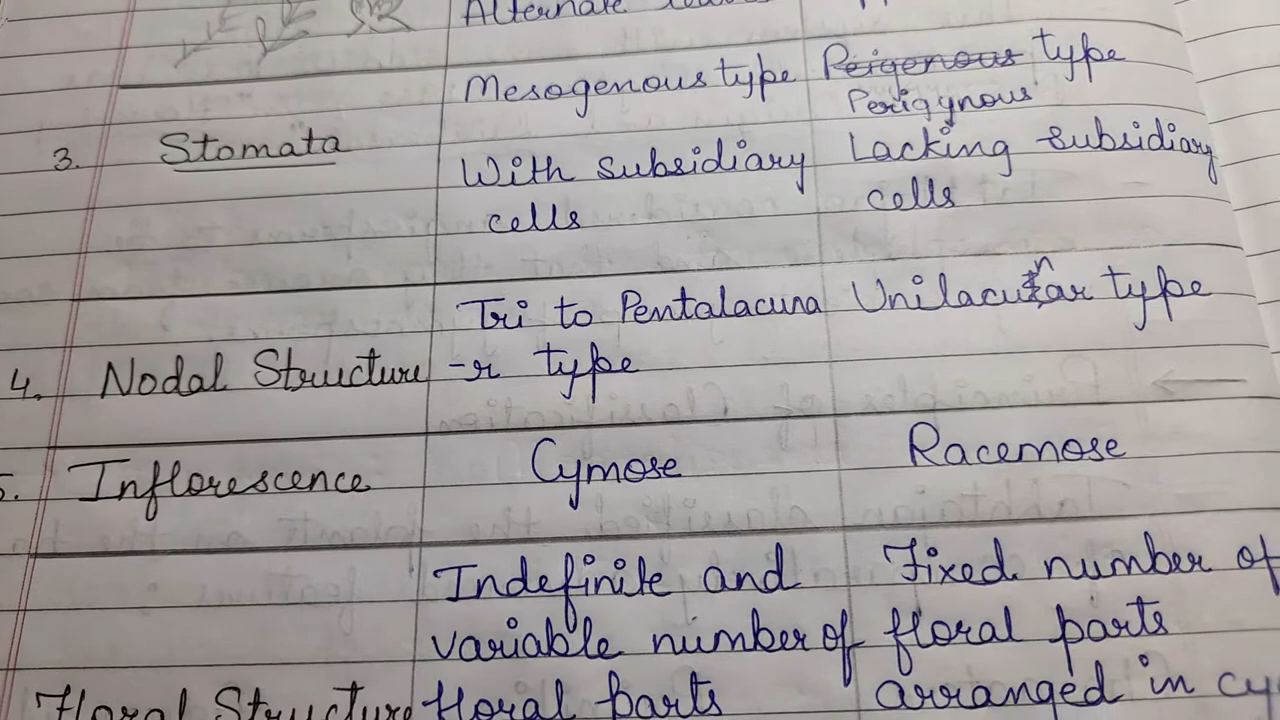 Alternate
Mesogenous type Peigenous type
Perigynous
3. Stomata
With subsidiary Lacking subsidiary
cells cells
Tri to Pentalacuna Unilacunar type
4. Nodal Structure -r type
5. Inflorescence Cymose Racemose
Indefinite and Fixed number of
variable number of floral parts
Floral Structure floral parts arranged in cy